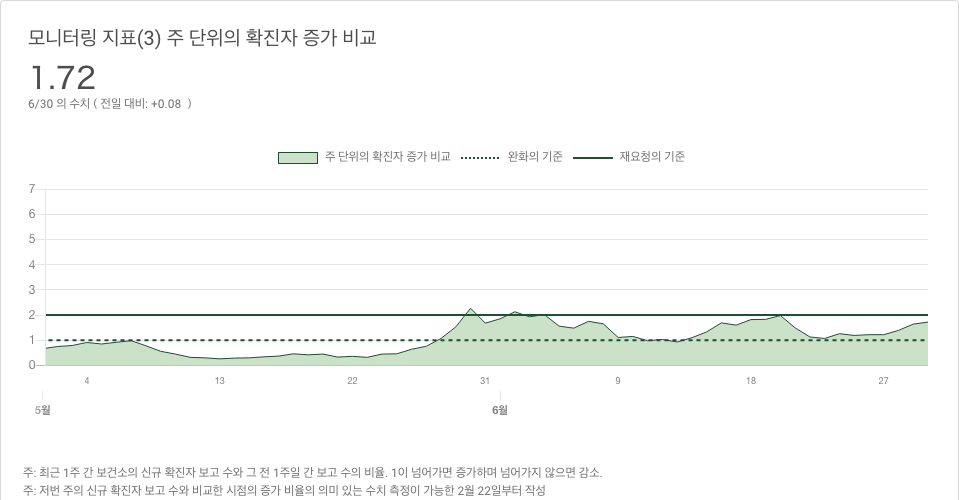 모니터링 지표(3) 주 단위의 확진자 증가 비교
1.72
6/30 의 수치 ( 전일 대비: +0.08 )
주 단위의 확진자 증가 비교 완화의 기준 재요청의 기준
7
6
5
4
3
2
1
0
4 13 22 31 9 18 27
5월 6월
주: 최근 1주 간 보건소의 신규 확진자 보고 수와 그 전 1주일 간 보고 수의 비율. 1이 넘어가면 증가하며 넘어가지 않으면 감소.
주: 저번 주의 신규 확진자 보고 수와 비교한 시점의 증가 비율의 의미 있는 수치 측정이 가능한 2월 22일부터 작성